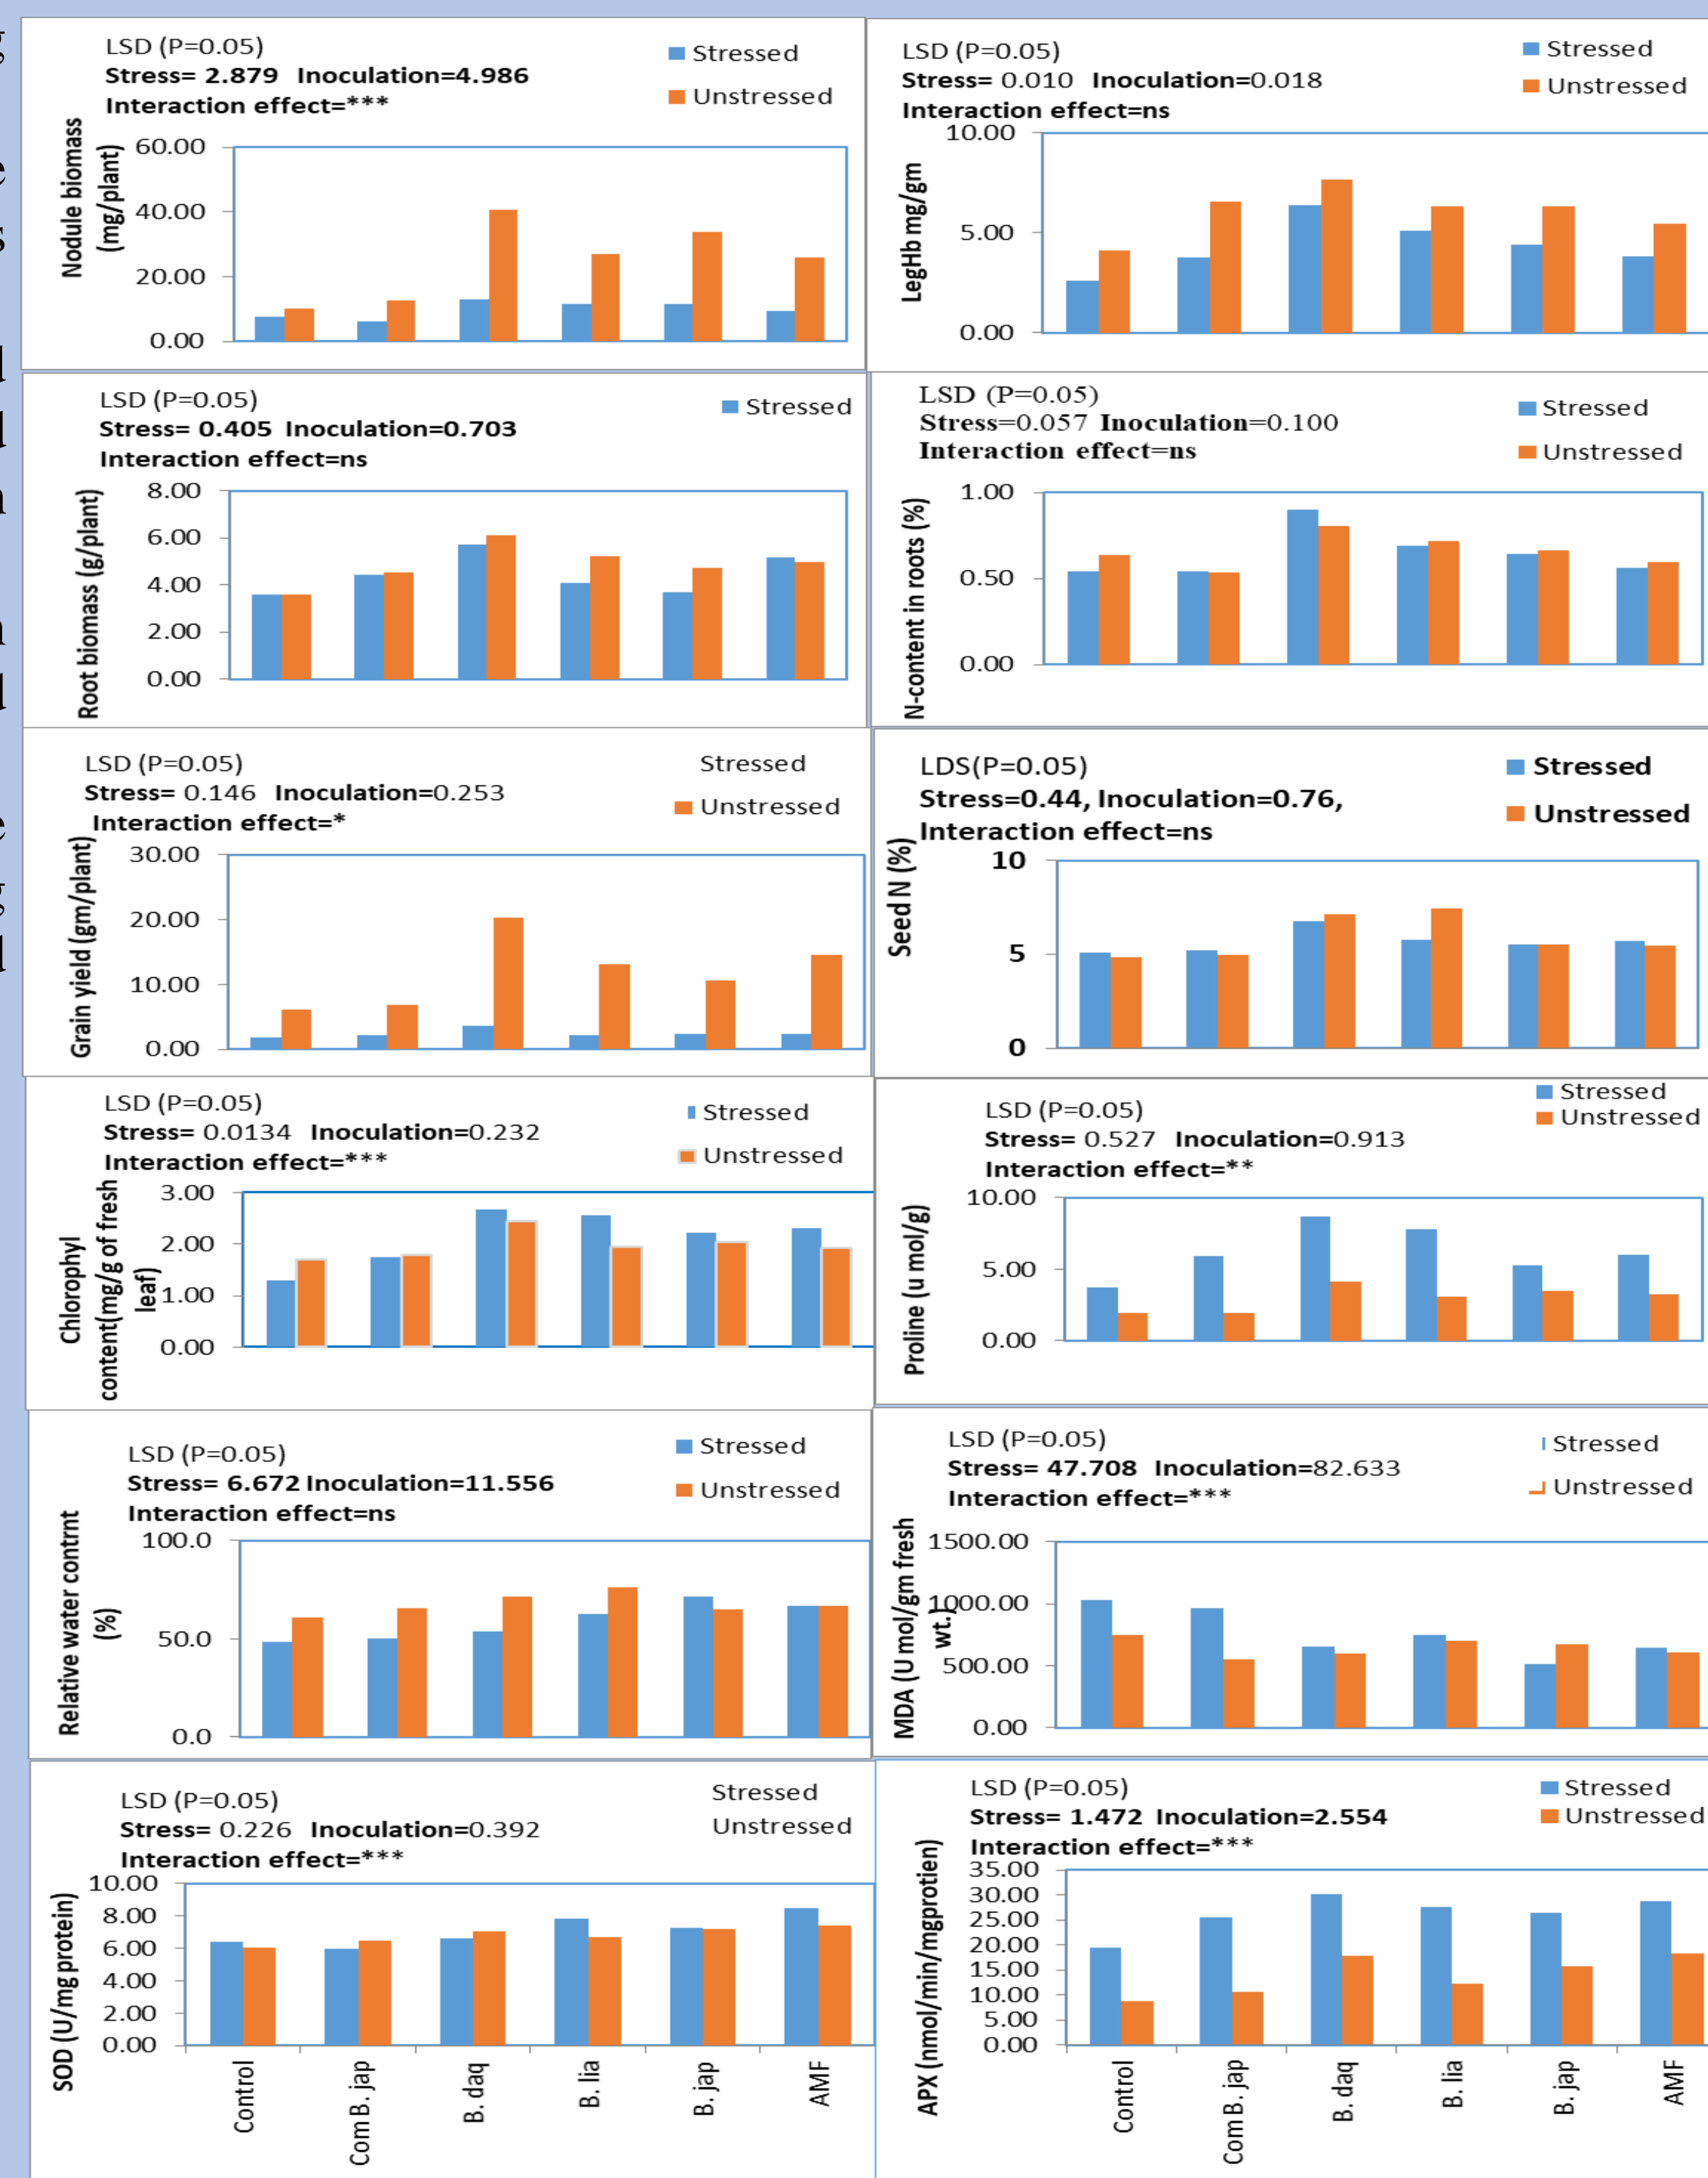 g
e
s
d
d
n
n
d
e
g
d
LSD (P=0.05)
Stress= 2.879 Inoculation=4.986
Interaction effect=***
Stressed
Unstressed
Nodule biomass
(mg/plant)
60.00
40.00
20.00
0.00
LSD (P=0.05)
Stress= 0.010 Inoculation=0.018
Interaction effect=ns
Stressed
Unstressed
LegHb mg/gm
10.00
5.00
0.00
LSD (P=0.05)
Stress= 0.405 Inoculation=0.703
Interaction effect=ns
Stressed
Root biomass (g/plant)
8.00
6.00
4.00
2.00
0.00
LSD (P=0.05)
Stress=0.057 Inoculation=0.100
Interaction effect=ns
Stressed
Unstressed
N-content in roots (%)
1.00
0.50
0.00
LSD (P=0.05)
Stress= 0.146 Inoculation=0.253
Interaction effect=*
Stressed
Unstressed
Grain yield (gm/plant)
30.00
20.00
10.00
0.00
LDS(P=0.05)
Stress=0.44, Inoculation=0.76,
Interaction effect=ns
Stressed
Unstressed
Seed N (%)
10
5
0
LSD (P=0.05)
Stress= 0.0134 Inoculation=0.232
Interaction effect=***
Stressed
Unstressed
Chlorophyl
content(mg/g of fresh
leaf)
3.00
2.00
1.00
0.00
LSD (P=0.05)
Stress= 0.527 Inoculation=0.913
Interaction effect=**
Stressed
Unstressed
Proline (u mol/g)
10.00
5.00
0.00
LSD (P=0.05)
Stress= 6.672 Inoculation=11.556
Interaction effect=ns
Stressed
Unstressed
Relative water contrnt
(%)
100.0
50.0
0.0
LSD (P=0.05)
Stress= 47.708 Inoculation=82.633
Interaction effect=***
Stressed
Unstressed
MDA (U mol/gm fresh
wt.)
1500.00
1000.00
500.00
0.00
LSD (P=0.05)
Stress= 0.226 Inoculation=0.392
Interaction effect=***
Stressed
Unstressed
SOD (U/mg protein)
10.00
8.00
6.00
4.00
2.00
0.00
Control
Com B. jap
B. daq
B. lia
B. jap
AMF
LSD (P=0.05)
Stress= 1.472 Inoculation=2.554
Interaction effect=***
Stressed
Unstressed
APX (nmol/min/mgprotien)
35.00
30.00
25.00
20.00
15.00
10.00
5.00
0.00
Control
Com B. jap
B. daq
B. lia
B. jap
AMF